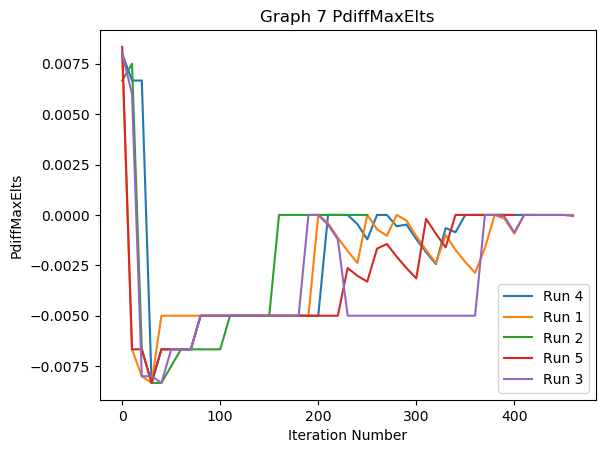 Graph 7 PdiffMaxElts
0.0075
0.0050
0.0025
0.0000
−0.0025
−0.0050
−0.0075
PdiffMaxElts
0
100
200
300
400
Iteration Number
Run 4
Run 1
Run 2
Run 5
Run 3